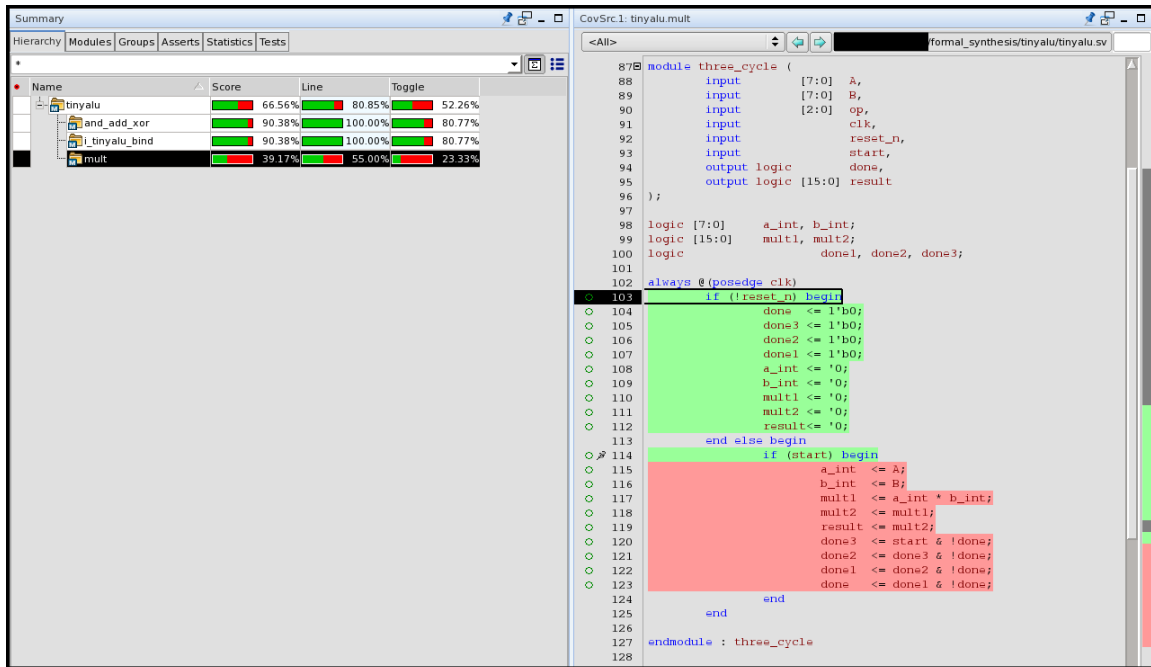 Summary
Hierarchy Modules Groups Asserts Statistics Tests
*
Name Score Line Toggle
tinyalu 66.56% 80.85% 52.26%
and_add_xor 90.38% 100.00% 80.77%
i_tinyalu_bind 90.38% 100.00% 80.77%
mult 39.17% 55.00% 23.33%
CovSrc.1: tinyalu.mult
<All> /formal_synthesis/tinyalu/tinyalu.sv
87 module three_cycle (
88 input [7:0] A,
89 input [7:0] B,
90 input [2:0] op,
91 input clk,
92 input reset_n,
93 input start,
94 output logic done,
95 output logic [15:0] result
96 );
97
98 logic [7:0] a_int, b_int;
99 logic [15:0] mult1, mult2;
100 logic done1, done2, done3;
101
102 always @(posedge clk)
103 if (!reset_n) begin
104 done <= 1'b0;
105 done3 <= 1'b0;
106 done2 <= 1'b0;
107 done1 <= 1'b0;
108 a_int <= '0;
109 b_int <= '0;
110 mult1 <= '0;
111 mult2 <= '0;
112 result<= '0;
113 end else begin
114 if (start) begin
115 a_int <= A;
116 b_int <= B;
117 mult1 <= a_int * b_int;
118 mult2 <= mult1;
119 result <= mult2;
120 done3 <= start & !done;
121 done2 <= done3 & !done;
122 done1 <= done2 & !done;
123 done <= done1 & !done;
124 end
125 end
126
127 endmodule : three_cycle
128